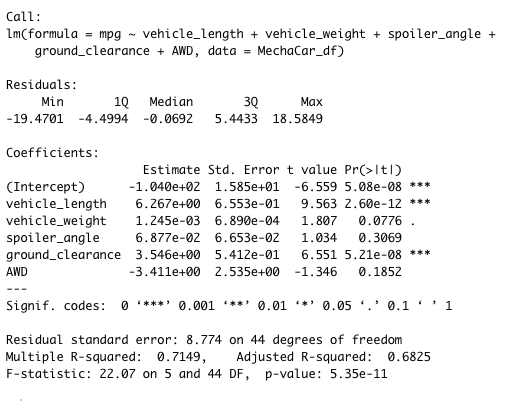 Call:
lm(formula = mpg ~ vehicle_length + vehicle_weight + spoiler_angle +
    ground_clearance + AWD, data = MechaCar_df)

Residuals:
     Min       1Q   Median       3Q      Max
-19.4701  -4.4994  -0.0692   5.4433  18.5849

Coefficients:
                   Estimate Std. Error t value Pr(>|t|)
(Intercept)      -1.040e+02  1.585e+01  -6.559 5.08e-08 ***
vehicle_length    6.267e+00  6.553e-01   9.563 2.60e-12 ***
vehicle_weight    1.245e-03  6.890e-04   1.807   0.0776 .
spoiler_angle     6.877e-02  6.653e-02   1.034   0.3069
ground_clearance  3.546e+00  5.412e-01   6.551 5.21e-08 ***
AWD              -3.411e+00  2.535e+00  -1.346   0.1852
---
Signif. codes:  0 ‘***’ 0.001 ‘**’ 0.01 ‘*’ 0.05 ‘.’ 0.1 ‘ ’ 1

Residual standard error: 8.774 on 44 degrees of freedom
Multiple R-squared:  0.7149,    Adjusted R-squared:  0.6825
F-statistic: 22.07 on 5 and 44 DF,  p-value: 5.35e-11